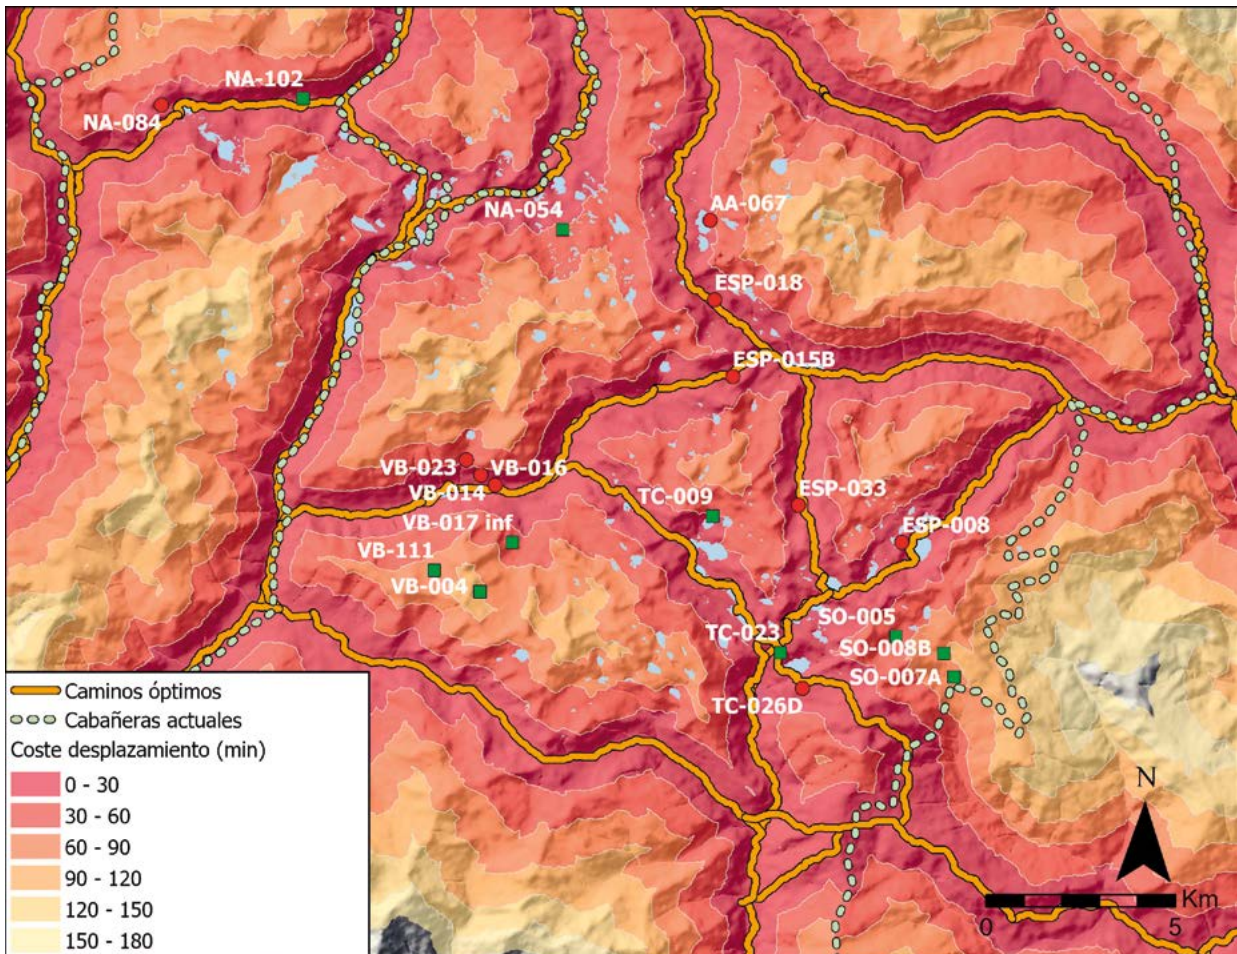 NA-102
NA-084
NA-054
AA-067
ESP-018
ESP-015B
VB-023
VB-016
VB-014
TC-009
ESP-033
VB-017 inf
ESP-008
VB-111
VB-004
SO-005
TC-023
SO-008B
SO-007A
TC-026D
Caminos óptimos
Cabañeras actuales
Coste desplazamiento (min)
0 - 30
30 - 60
60 - 90
90 - 120
120 - 150
150 - 180
N
Km
0 5